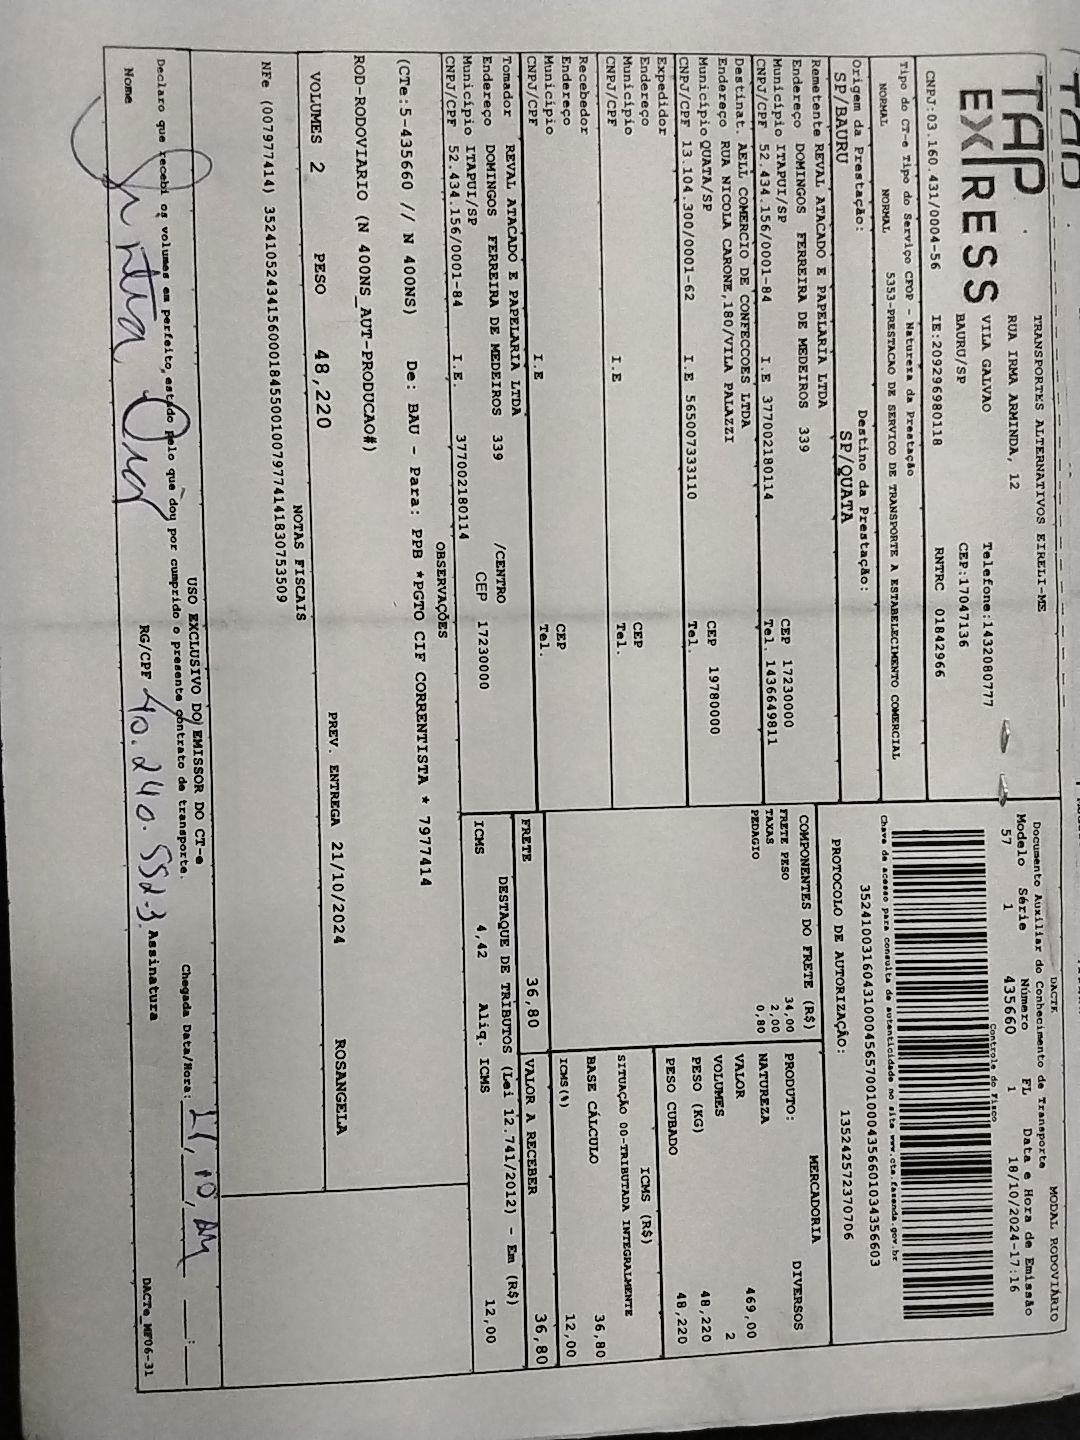 TAP
EXPRESS
TRANSPORTES ALTERNATIVOS EIRELI-ME
RUA IRMA ARMINDA, 12
VILA GALVAO Telefone:1432080777
BAURU/SP CEP:17047136
CNPJ:03.160.431/0004-56 IE:209296980118 RNTRC 01842966
Tipo do CT-e Tipo do Serviço CFOP - Natureza da Prestação
NORMAL NORMAL 5353-PRESTACAO DE SERVICO DE TRANSPORTE A ESTABELECIMENTO COMERCIAL
Origem da Prestação: Destino da Prestação:
SP/BAURU SP/QUATA
DACTE MODAL RODOVIÁRIO
Documento Auxiliar do Conhecimento de Transporte
Modelo Série Número FL Data e Hora de Emissão
57 1 435660 1 18/10/2024-17:16
Controle do Fisco
Chave de acesso para consulta de autenticidade no site www.cte.fazenda.gov.br
35241003160431000456570010004356601034356603
PROTOCOLO DE AUTORIZAÇÃO: 135242572370706
Remetente REVAL ATACADO E PAPELARIA LTDA
Endereço DOMINGOS FERREIRA DE MEDEIROS 339
Município ITAPUI/SP CEP 17230000
CNPJ/CPF 52.434.156/0001-84 I.E 377002180114 Tel. 1436649811
Destinat. AELL COMERCIO DE CONFECCOES LTDA
Endereço RUA NICOLA CARONE,180/VILA PALAZZI
Município QUATA/SP CEP 19780000
CNPJ/CPF 13.104.300/0001-62 I.E 565007333110 Tel.
Expedidor
Endereço
Município CEP
CNPJ/CPF I.E Tel.
Recebedor
Endereço
Município CEP
CNPJ/CPF I.E Tel.
Tomador REVAL ATACADO E PAPELARIA LTDA
Endereço DOMINGOS FERREIRA DE MEDEIROS 339 /CENTRO
Município ITAPUI/SP CEP 17230000
CNPJ/CPF 52.434.156/0001-84 I.E. 377002180114
COMPONENTES DO FRETE (R$)
FRETE PESO 34,00
TAXAS 2,00
PEDAGIO 0,80
FRETE 36,80
MERCADORIA
PRODUTO: DIVERSOS
NATUREZA
VALOR 469,00
VOLUMES 2
PESO (KG) 48,220
PESO CUBADO 48,220
ICMS (R$)
SITUAÇÃO 00-TRIBUTADA INTEGRALMENTE
BASE CÁLCULO 36,80
ICMS(%) 12,00
VALOR A RECEBER 36,80
DESTAQUE DE TRIBUTOS (Lei 12.741/2012) - Em (R$)
ICMS 4,42 Aliq. ICMS 12,00
OBSERVAÇÕES
(CTe:5-435660 // N 400NS) De: BAU - Para: PPB *PGTO CIF CORRENTISTA * 7977414
ROD-RODOVIARIO (N 400NS_AUT-PRODUCAO#)
VOLUMES 2 PESO 48,220 PREV. ENTREGA 21/10/2024 ROSANGELA
NOTAS FISCAIS
NFe (007977414) 35241052434156000184550010079774141830753509
USO EXCLUSIVO DO EMISSOR DO CT-e
Declaro que recebi os volumes em perfeito estado pelo que dou por cumprido o presente contrato de transporte.
Chegada Data/Hora: 21, 10, 24 :
Nome RG/CPF 40.240.552-3 Assinatura
DACTe MF06-31